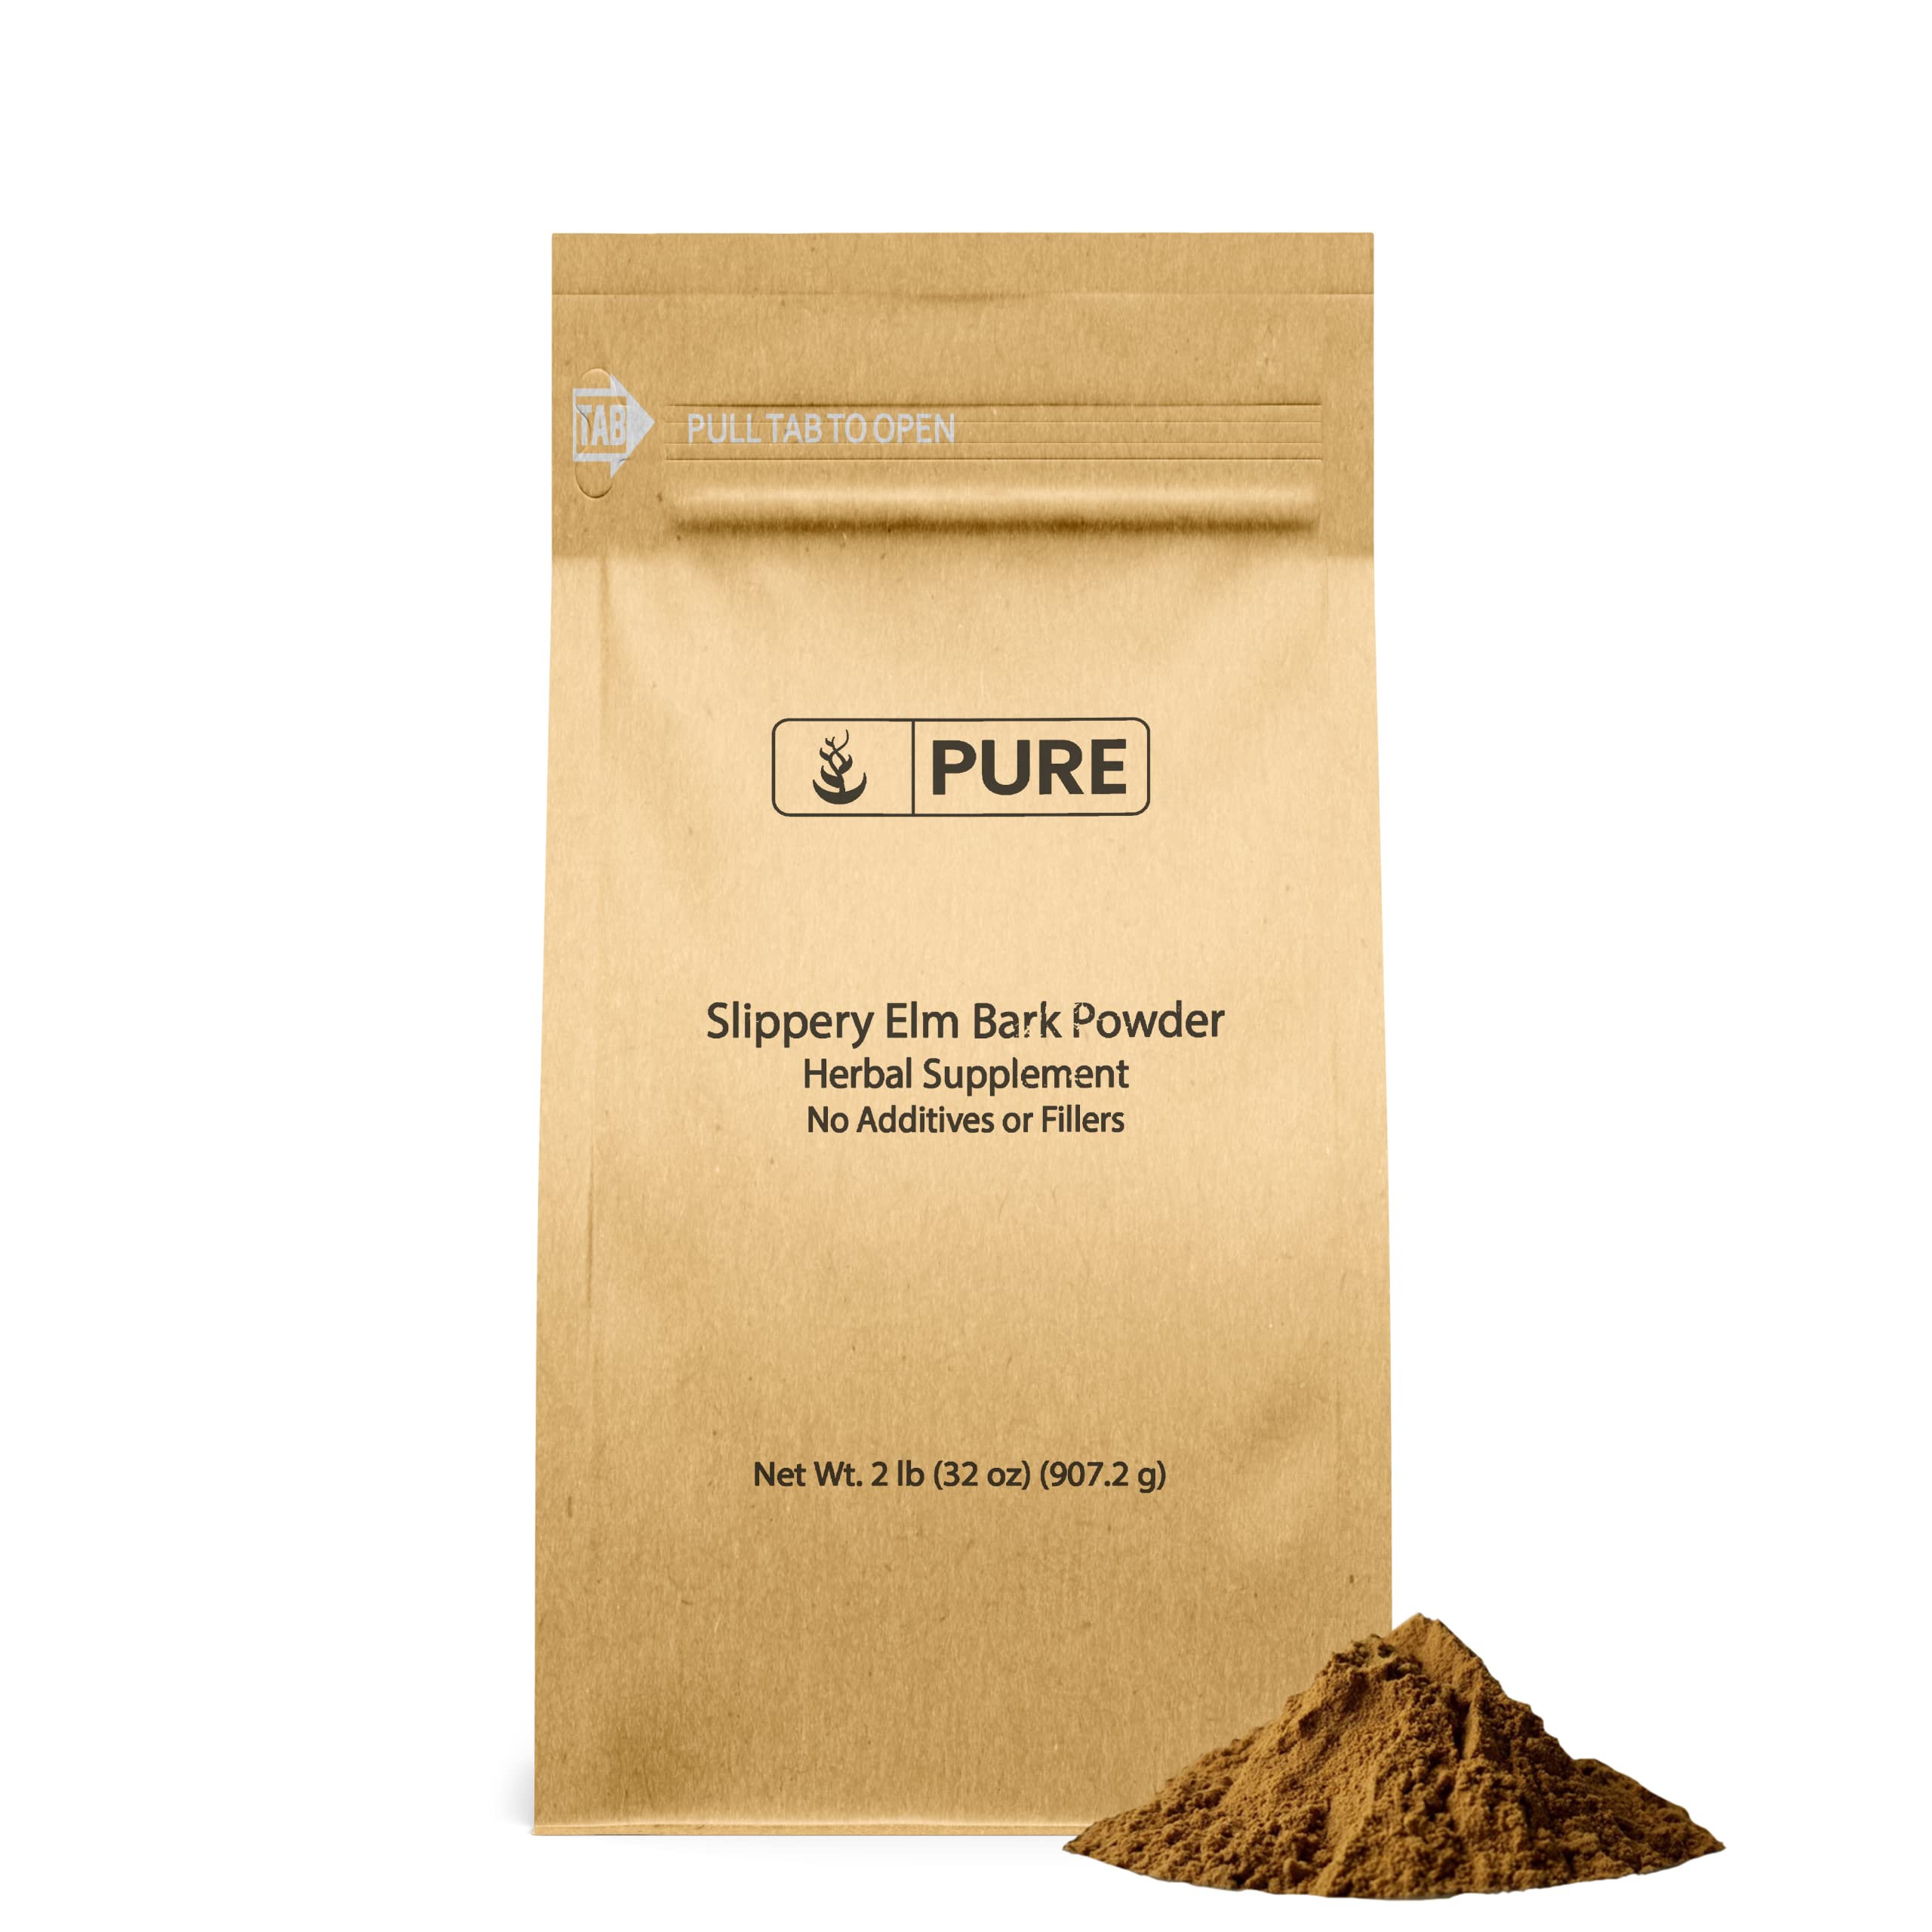 TAB
PULL TAB TO OPEN
PURE
Slippery Elm Bark Powder
Herbal Supplement
No Additives or Fillers
Net Wt. 2 lb (32 oz) (907.2 g)